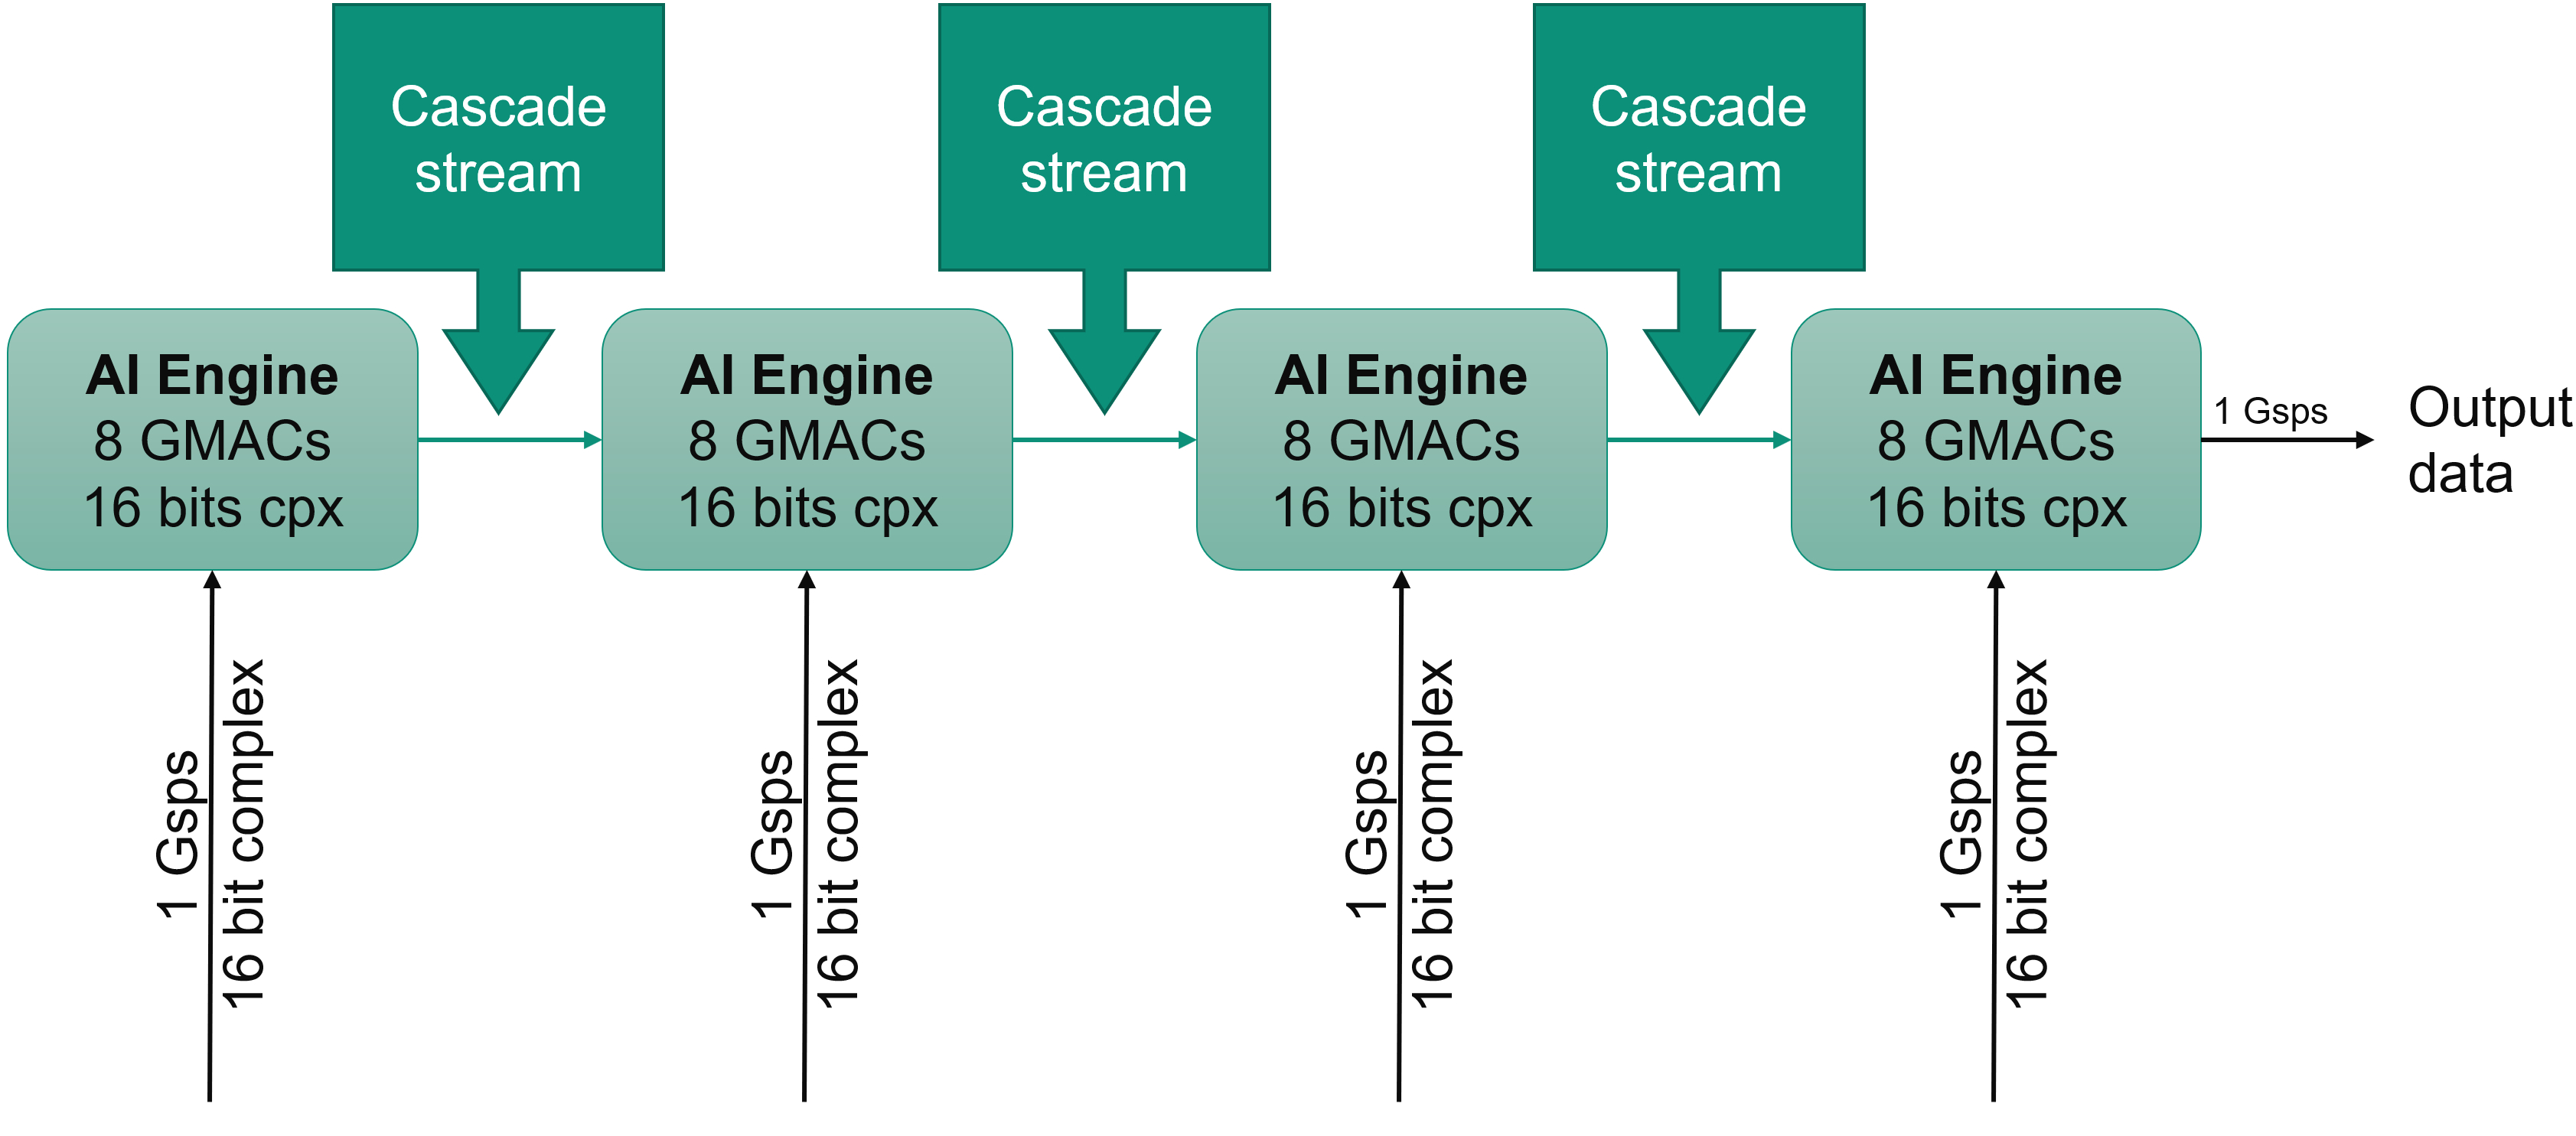 Cascade
stream
Cascade
stream
Cascade
stream
AI Engine
8 GMACs
16 bits cpx
AI Engine
8 GMACs
16 bits cpx
AI Engine
8 GMACs
16 bits cpx
AI Engine
8 GMACs
16 bits cpx
1 Gsps
Output
data
1 Gsps
16 bit complex
1 Gsps
16 bit complex
1 Gsps
16 bit complex
1 Gsps
16 bit complex